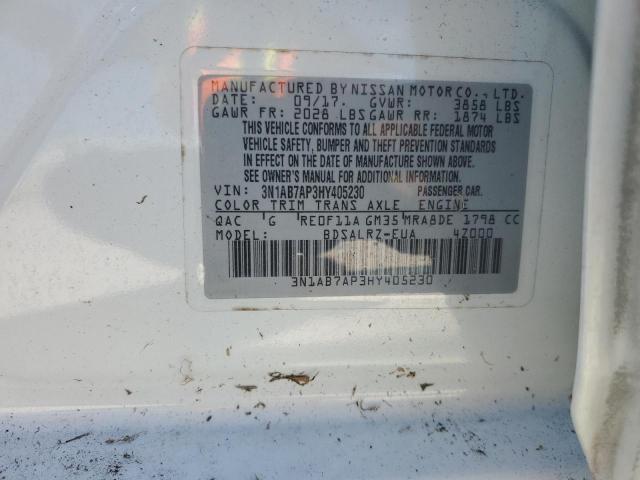 MANUFACTURED BY NISSAN MOTOR CO., LTD.
DATE: 09/17. GVWR: 3858 LBS
GAWR FR: 2028 LBS GAWR RR: 1874 LBS
THIS VEHICLE CONFORMS TO ALL APPLICABLE FEDERAL MOTOR
VEHICLE SAFETY, BUMPER AND THEFT PREVENTION STANDARDS
IN EFFECT ON THE DATE OF MANUFACTURE SHOWN ABOVE.
SEE OWNER'S MANUAL FOR ADDITIONAL INFORMATION.
VIN: 3N1AB7AP3HY405230 PASSENGER CAR.
COLOR TRIM TRANS AXLE ENGINE
QAC G RE0F11A GM35 MRA8DE 1798 CC
MODEL: BDSALRZ-EUA 4Z000
3N1AB7AP3HY405230